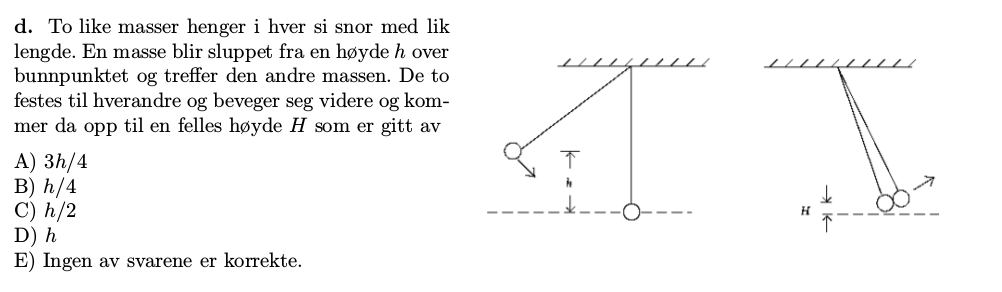 d. To like masser henger i hver si snor med lik
lengde. En masse blir sluppet fra en høyde h over
bunnpunktet og treffer den andre massen. De to
festes til hverandre og beveger seg videre og kom-
mer da opp til en felles høyde H som er gitt av
A) 3h/4
B) h/4
C) h/2
D) h
E) Ingen av svarene er korrekte.
h
H